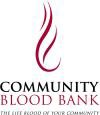 COMMUNITY
BLOOD BANK
THE LIFE BLOOD OF YOUR COMMUNITY